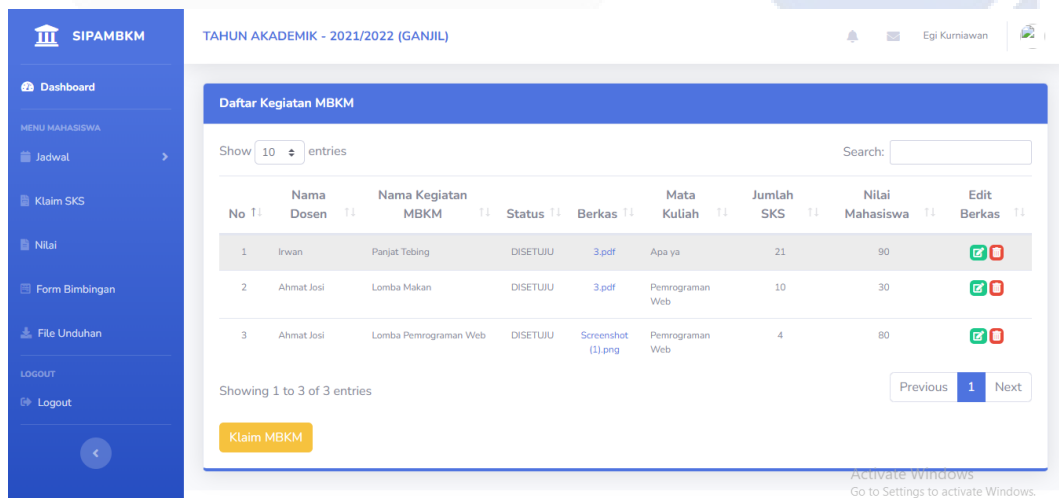 SIPAMBKM
TAHUN AKADEMIK - 2021/2022 (GANJIL)
Egi Kurniawan
Dashboard
MENU MAHASISWA
Jadwal
Klaim SKS
Nilai
Form Bimbingan
File Unduhan
LOGOUT
Logout
Daftar Kegiatan MBKM
Show 10 entries
Search:
No Nama Dosen Nama Kegiatan MBKM Status Berkas Mata Kuliah Jumlah SKS Nilai Mahasiswa Edit Berkas
1 Irwan Panjat Tebing DISETUJU 3.pdf Apa ya 21 90
2 Ahmat Josi Lomba Makan DISETUJU 3.pdf Pemrograman Web 10 30
3 Ahmat Josi Lomba Pemrograman Web DISETUJU Screenshot (1).png Pemrograman Web 4 80
Showing 1 to 3 of 3 entries
Previous 1 Next
Klaim MBKM
Activate Windows
Go to Settings to activate Windows.